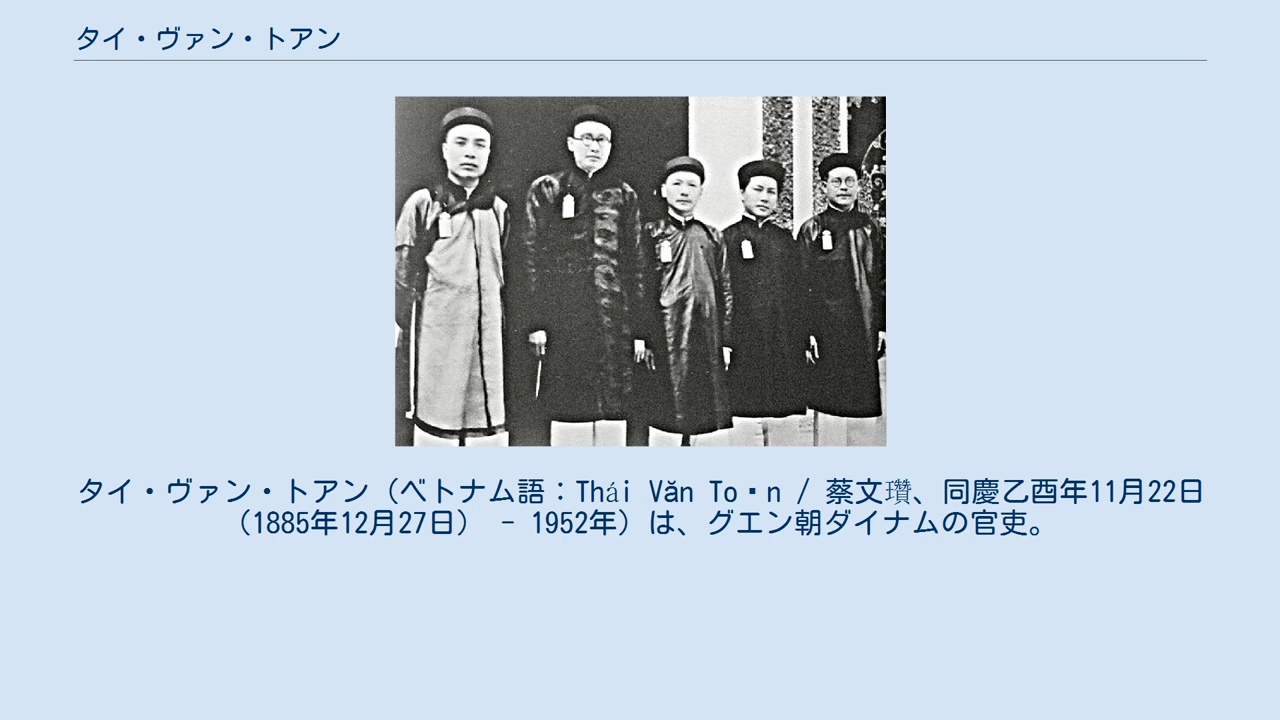 タイ・ヴァン・トアン
タイ・ヴァン・トアン（ベトナム語：Thái Văn To▪n / 蔡文瓚、同慶乙酉年11月22日
（1885年12月27日） - 1952年）は、グエン朝ダイナムの官吏。